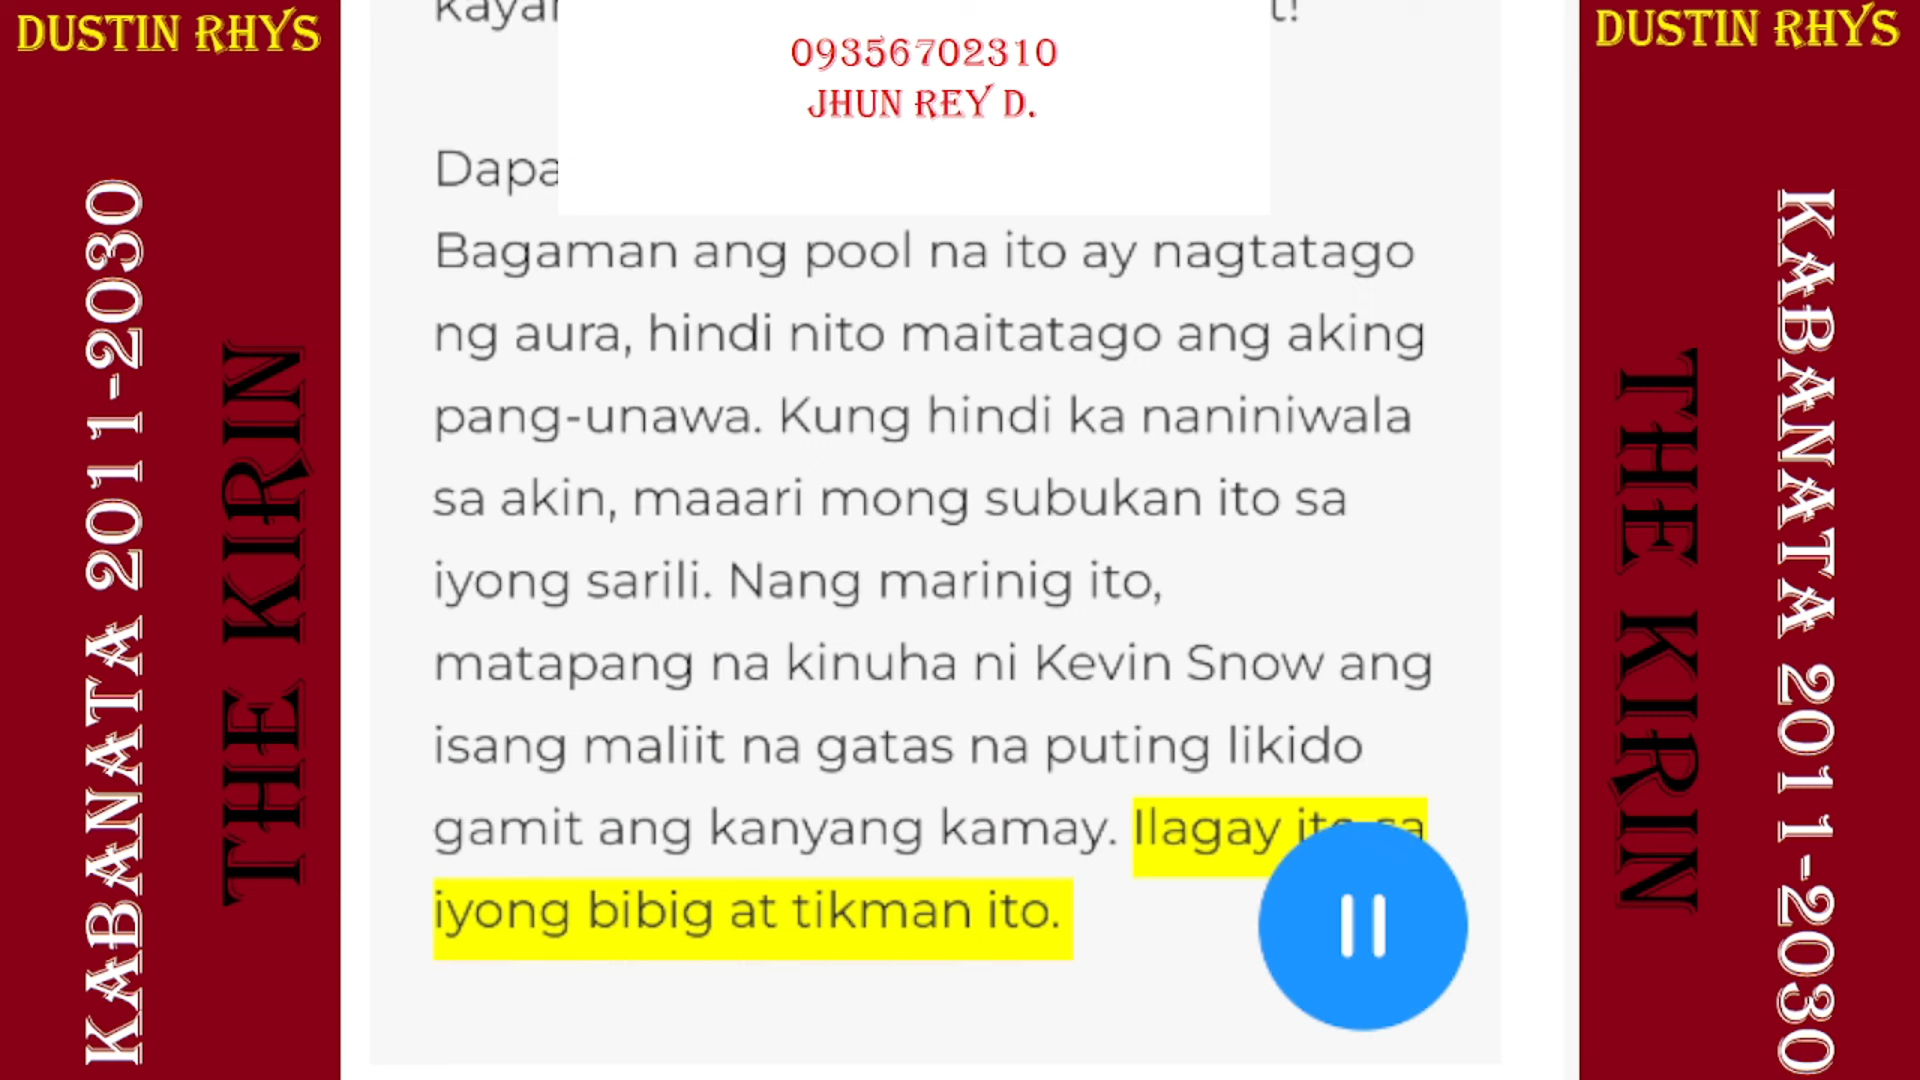 DUSTIN RHYS
KABANATA 2011-2030
THE KIRIN
09356702310
JHUN REY D.
Bagaman ang pool na ito ay nagtatago
ng aura, hindi nito maitatago ang aking
pang-unawa. Kung hindi ka naniniwala
sa akin, maaari mong subukan ito sa
iyong sarili. Nang marinig ito,
matapang na kinuha ni Kevin Snow ang
isang maliit na gatas na puting likido
gamit ang kanyang kamay. Ilagay ito sa
iyong bibig at tikman ito.
DUSTIN RHYS
THE KIRIN
KABANATA 2011-2030